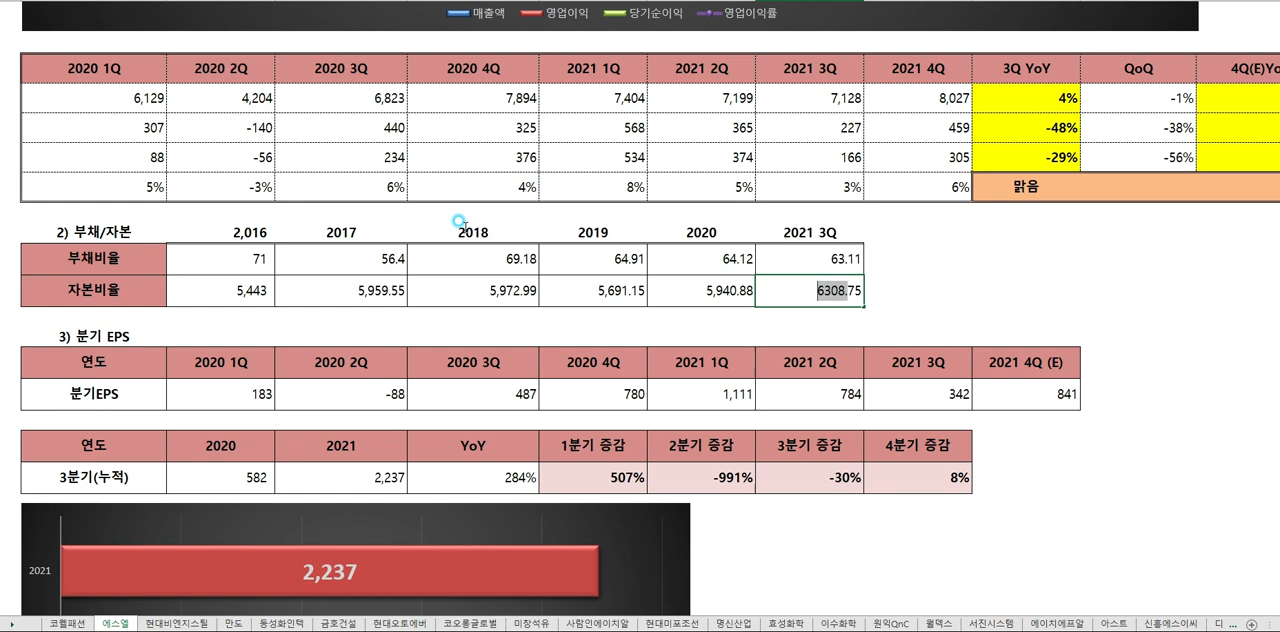 매출액 영업이익 당기순이익 영업이익률
2020 1Q 2020 2Q 2020 3Q 2020 4Q 2021 1Q 2021 2Q 2021 3Q 2021 4Q 3Q YoY QoQ 4Q(E)Yo
6,129 4,204 6,823 7,894 7,404 7,199 7,128 8,027 4% -1%
307 -140 440 325 568 365 227 459 -48% -38%
88 -56 234 376 534 374 166 305 -29% -56%
5% -3% 6% 4% 8% 5% 3% 6% 맑음
2) 부채/자본 2,016 2017 2018 2019 2020 2021 3Q
부채비율 71 56.4 69.18 64.91 64.12 63.11
자본비율 5,443 5,959.55 5,972.99 5,691.15 5,940.88 6308.75
3) 분기 EPS
연도 2020 1Q 2020 2Q 2020 3Q 2020 4Q 2021 1Q 2021 2Q 2021 3Q 2021 4Q (E)
분기EPS 183 -88 487 780 1,111 784 342 841
연도 2020 2021 YoY 1분기 증감 2분기 증감 3분기 증감 4분기 증감
3분기(누적) 582 2,237 284% 507% -991% -30% 8%
2021 2,237
코웰패션 에스엘 현대비앤지스틸 만도 동성화인텍 금호건설 현대오토에버 코오롱글로벌 미창석유 사람인에이치알 현대미포조선 명신산업 효성화학 이수화학 원익QnC 윌덱스 서진시스템 에이치에프알 아스트 신흥에스이씨 디 ...